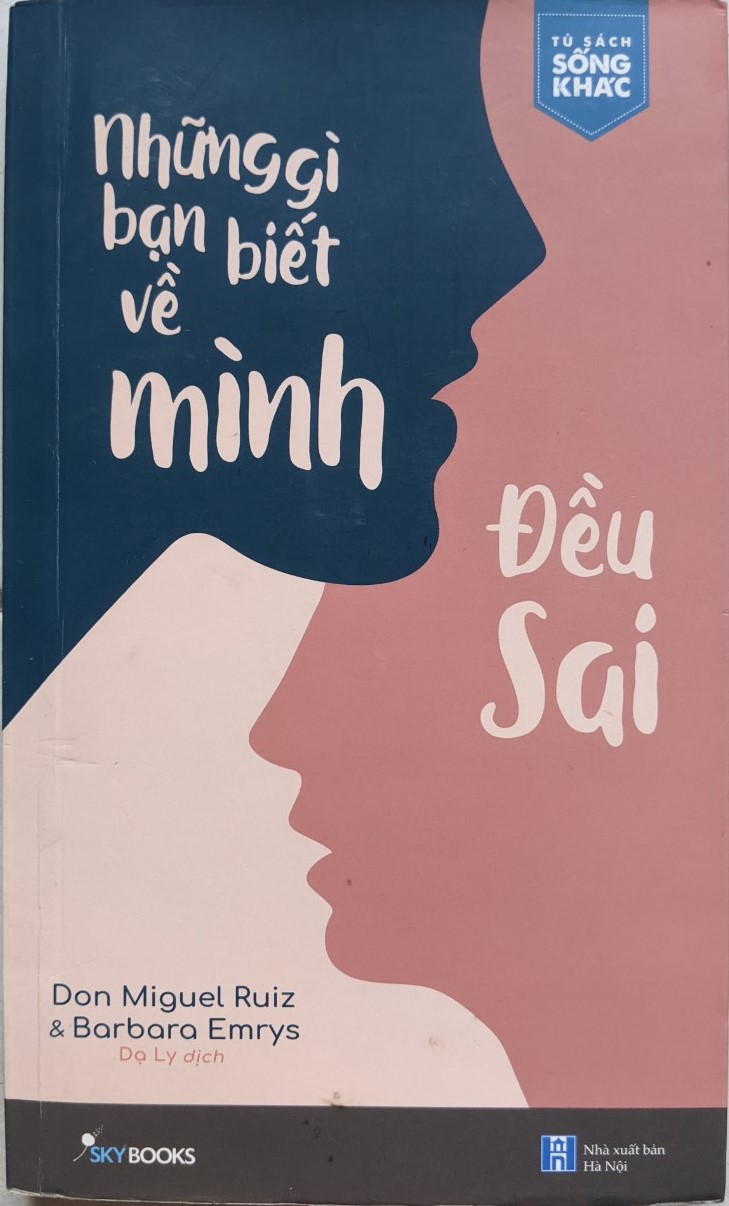 TỦ SÁCH
SỐNG
KHÁC
Những gì
bạn biết
về
mình
Đều
Sai
Don Miguel Ruiz
& Barbara Emrys
Dạ Ly dịch
SKYBOOKS
Nhà xuất bản
Hà Nội